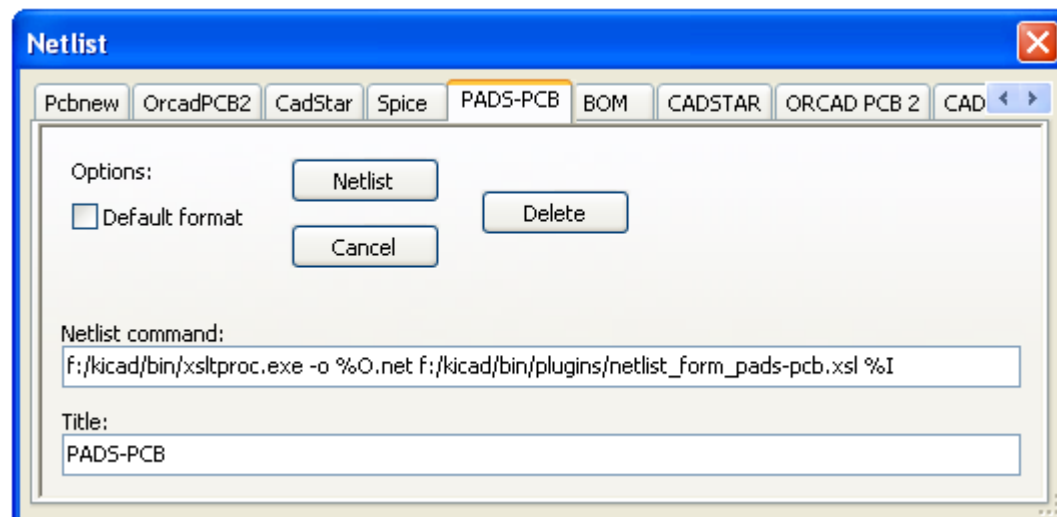 Netlist
Pcbnew OrcadPCB2 CadStar Spice PADS-PCB BOM CADSTAR ORCAD PCB 2 CAD
Options:
Netlist
Default format
Delete
Cancel
Netlist command:
f:/kicad/bin/xsltproc.exe -o %O.net f:/kicad/bin/plugins/netlist_form_pads-pcb.xsl %I
Title:
PADS-PCB